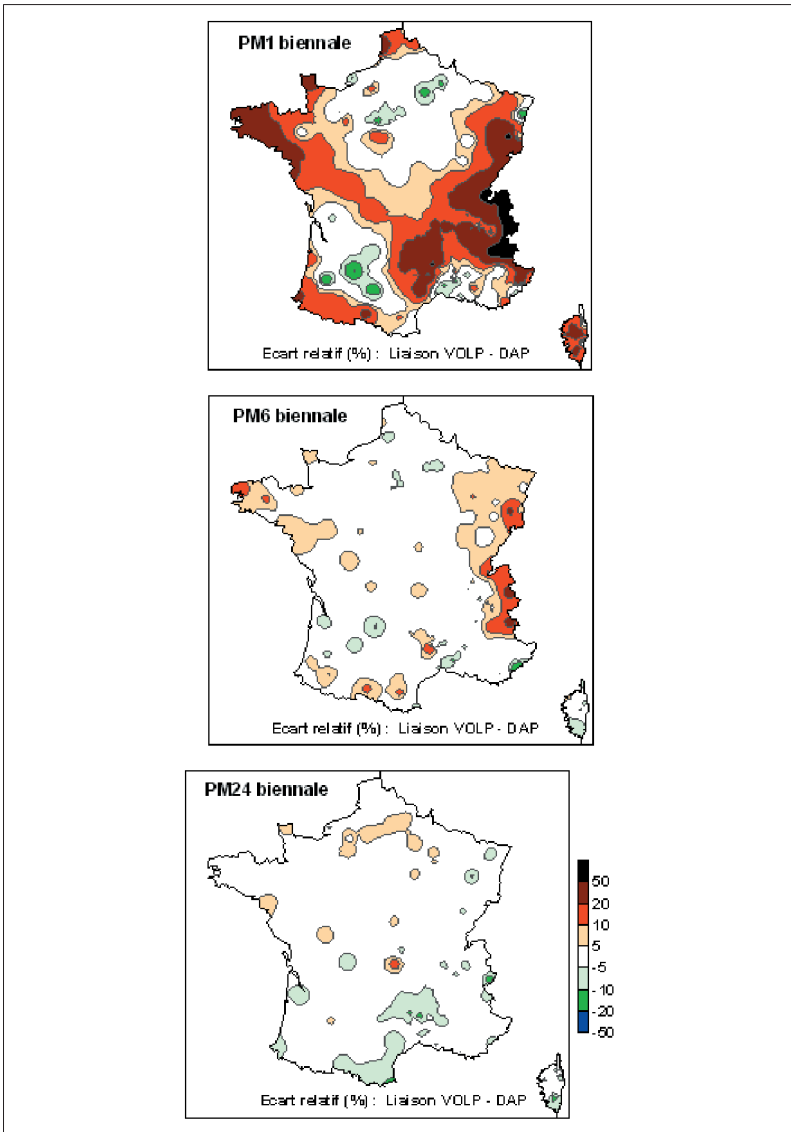 PM1 biennale
Ecart relatif (%) : Liaison VOLP - DAP
PM6 biennale
Ecart relatif (%) : Liaison VOLP - DAP
PM24 biennale
50
20
10
5
-5
-10
-20
-50
Ecart relatif (%) : Liaison VOLP - DAP